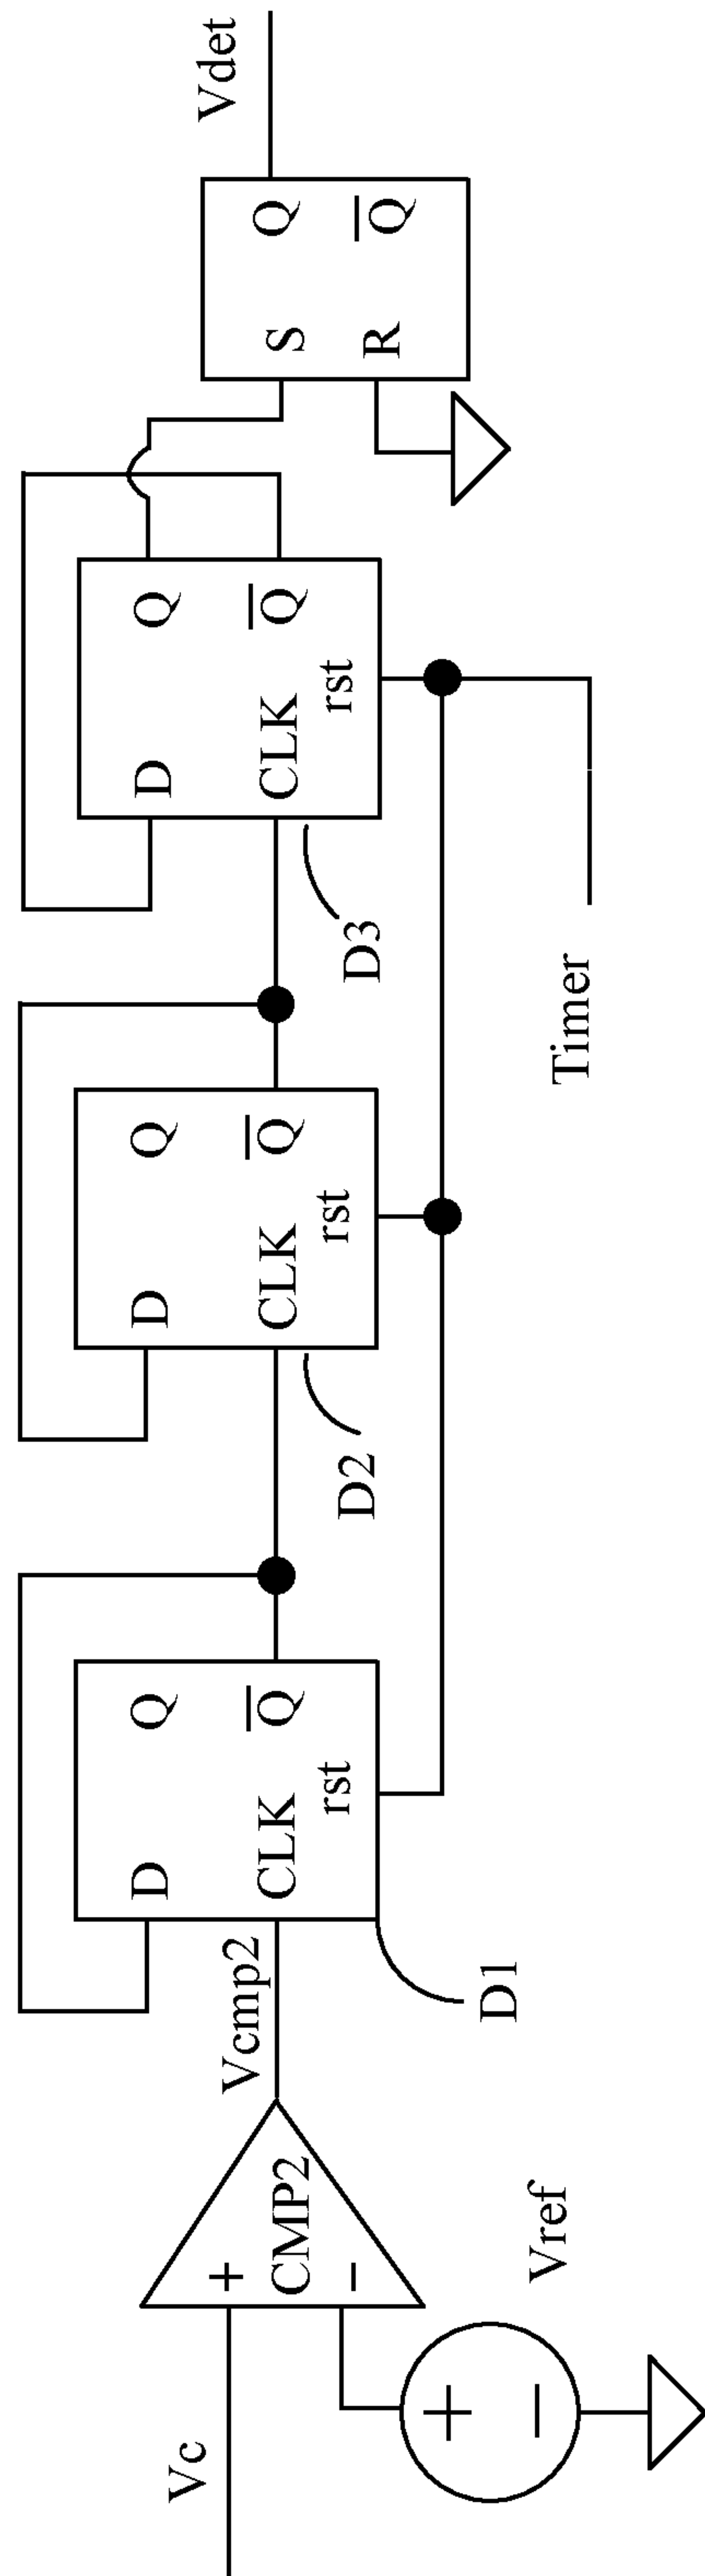 Vc
Vref
+
−
+
CMP2
−
Vcmp2
D
Q
CLK
Q̅
rst
D1
D
Q
CLK
Q̅
rst
D2
D
Q
CLK
Q̅
rst
D3
Timer
S
Q
R
Q̅
Vdet